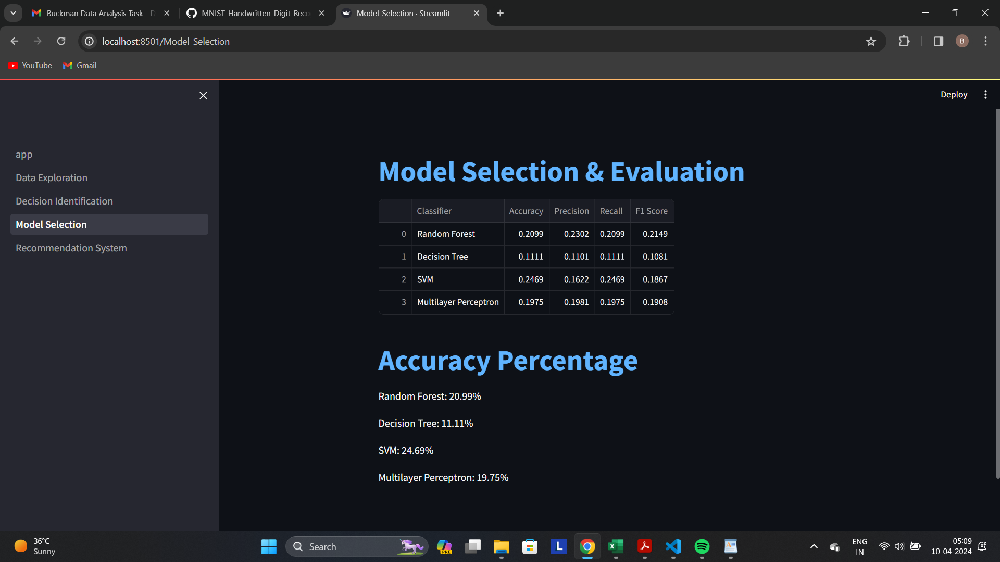 Buckman Data Analysis Task - D
MNIST-Handwritten-Digit-Reco
Model_Selection · Streamlit
localhost:8501/Model_Selection
B
YouTube
Gmail
Deploy
app
Data Exploration
Decision Identification
Model Selection
Recommendation System
Model Selection & Evaluation
Classifier Accuracy Precision Recall F1 Score
0 Random Forest 0.2099 0.2302 0.2099 0.2149
1 Decision Tree 0.1111 0.1101 0.1111 0.1081
2 SVM 0.2469 0.1622 0.2469 0.1867
3 Multilayer Perceptron 0.1975 0.1981 0.1975 0.1908
Accuracy Percentage
Random Forest: 20.99%
Decision Tree: 11.11%
SVM: 24.69%
Multilayer Perceptron: 19.75%
36°C
Sunny
Search
PRE
L
ENG
IN
05:09
10-04-2024